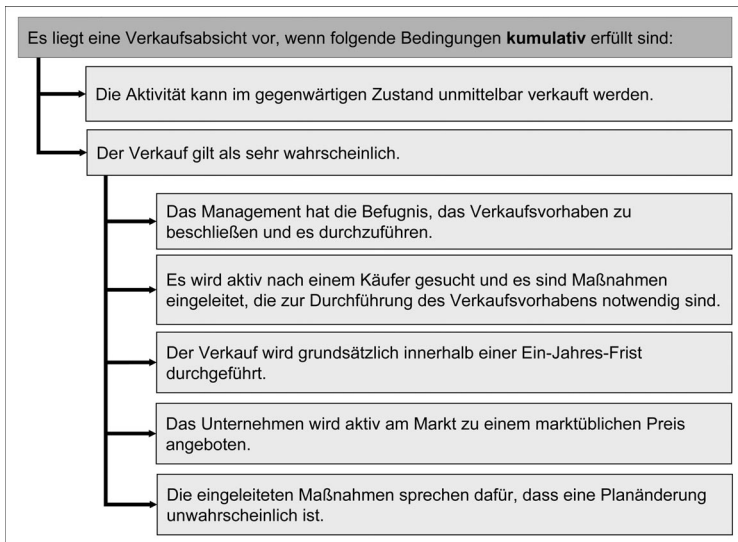 Es liegt eine Verkaufsabsicht vor, wenn folgende Bedingungen kumulativ erfüllt sind:
Die Aktivität kann im gegenwärtigen Zustand unmittelbar verkauft werden.
Der Verkauf gilt als sehr wahrscheinlich.
Das Management hat die Befugnis, das Verkaufsvorhaben zu
beschließen und es durchzuführen.
Es wird aktiv nach einem Käufer gesucht und es sind Maßnahmen
eingeleitet, die zur Durchführung des Verkaufsvorhabens notwendig sind.
Der Verkauf wird grundsätzlich innerhalb einer Ein-Jahres-Frist
durchgeführt.
Das Unternehmen wird aktiv am Markt zu einem marktüblichen Preis
angeboten.
Die eingeleiteten Maßnahmen sprechen dafür, dass eine Planänderung
unwahrscheinlich ist.